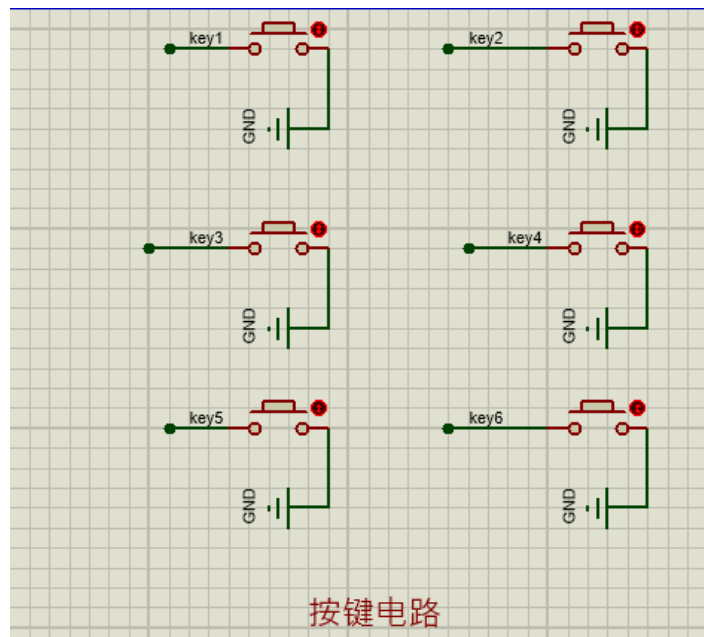 key1 key2
GND GND
key3 key4
GND GND
key5 key6
GND GND
按键电路